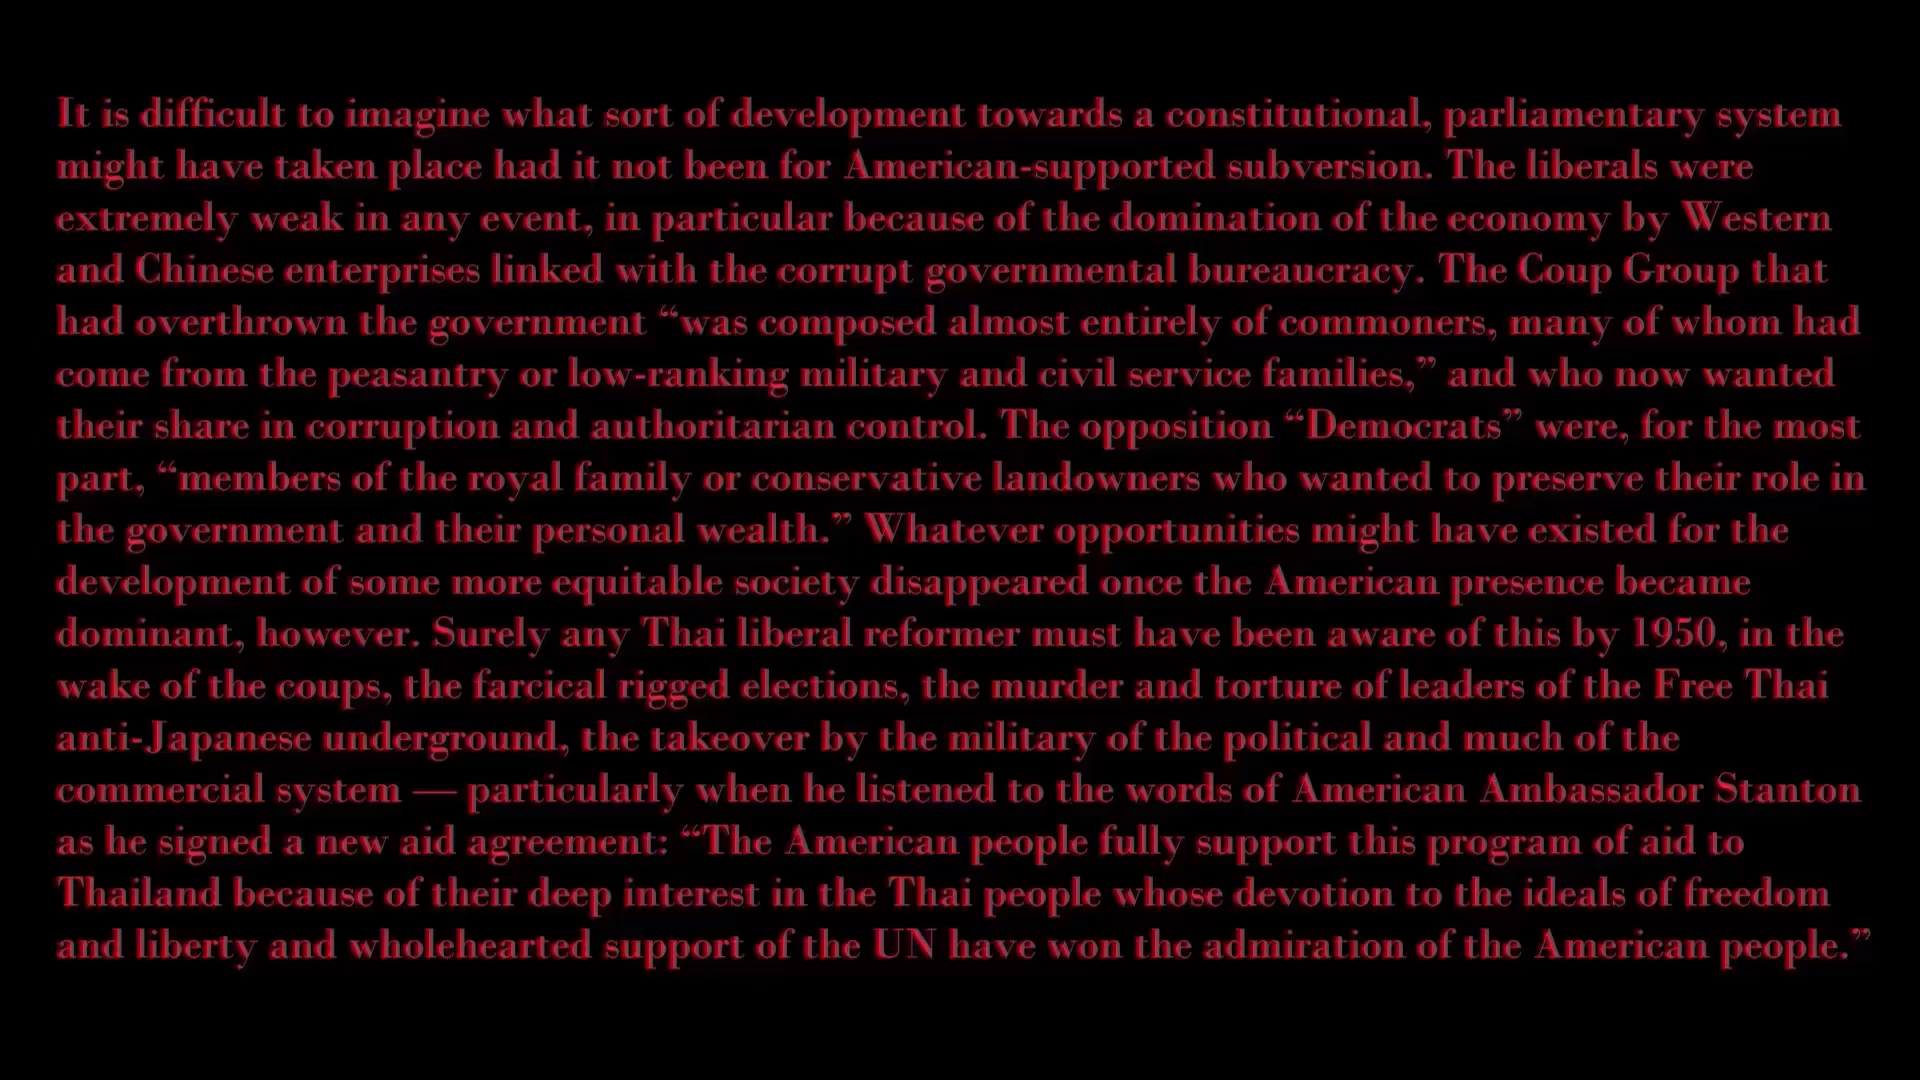 It is difficult to imagine what sort of development towards a constitutional, parliamentary system
might have taken place had it not been for American-supported subversion. The liberals were
extremely weak in any event, in particular because of the domination of the economy by Western
and Chinese enterprises linked with the corrupt governmental bureaucracy. The Coup Group that
had overthrown the government “was composed almost entirely of commoners, many of whom had
come from the peasantry or low-ranking military and civil service families,” and who now wanted
their share in corruption and authoritarian control. The opposition “Democrats” were, for the most
part, “members of the royal family or conservative landowners who wanted to preserve their role in
the government and their personal wealth.” Whatever opportunities might have existed for the
development of some more equitable society disappeared once the American presence became
dominant, however. Surely any Thai liberal reformer must have been aware of this by 1950, in the
wake of the coups, the farcical rigged elections, the murder and torture of leaders of the Free Thai
anti-Japanese underground, the takeover by the military of the political and much of the
commercial system — particularly when he listened to the words of American Ambassador Stanton
as he signed a new aid agreement: “The American people fully support this program of aid to
Thailand because of their deep interest in the Thai people whose devotion to the ideals of freedom
and liberty and wholehearted support of the UN have won the admiration of the American people.”